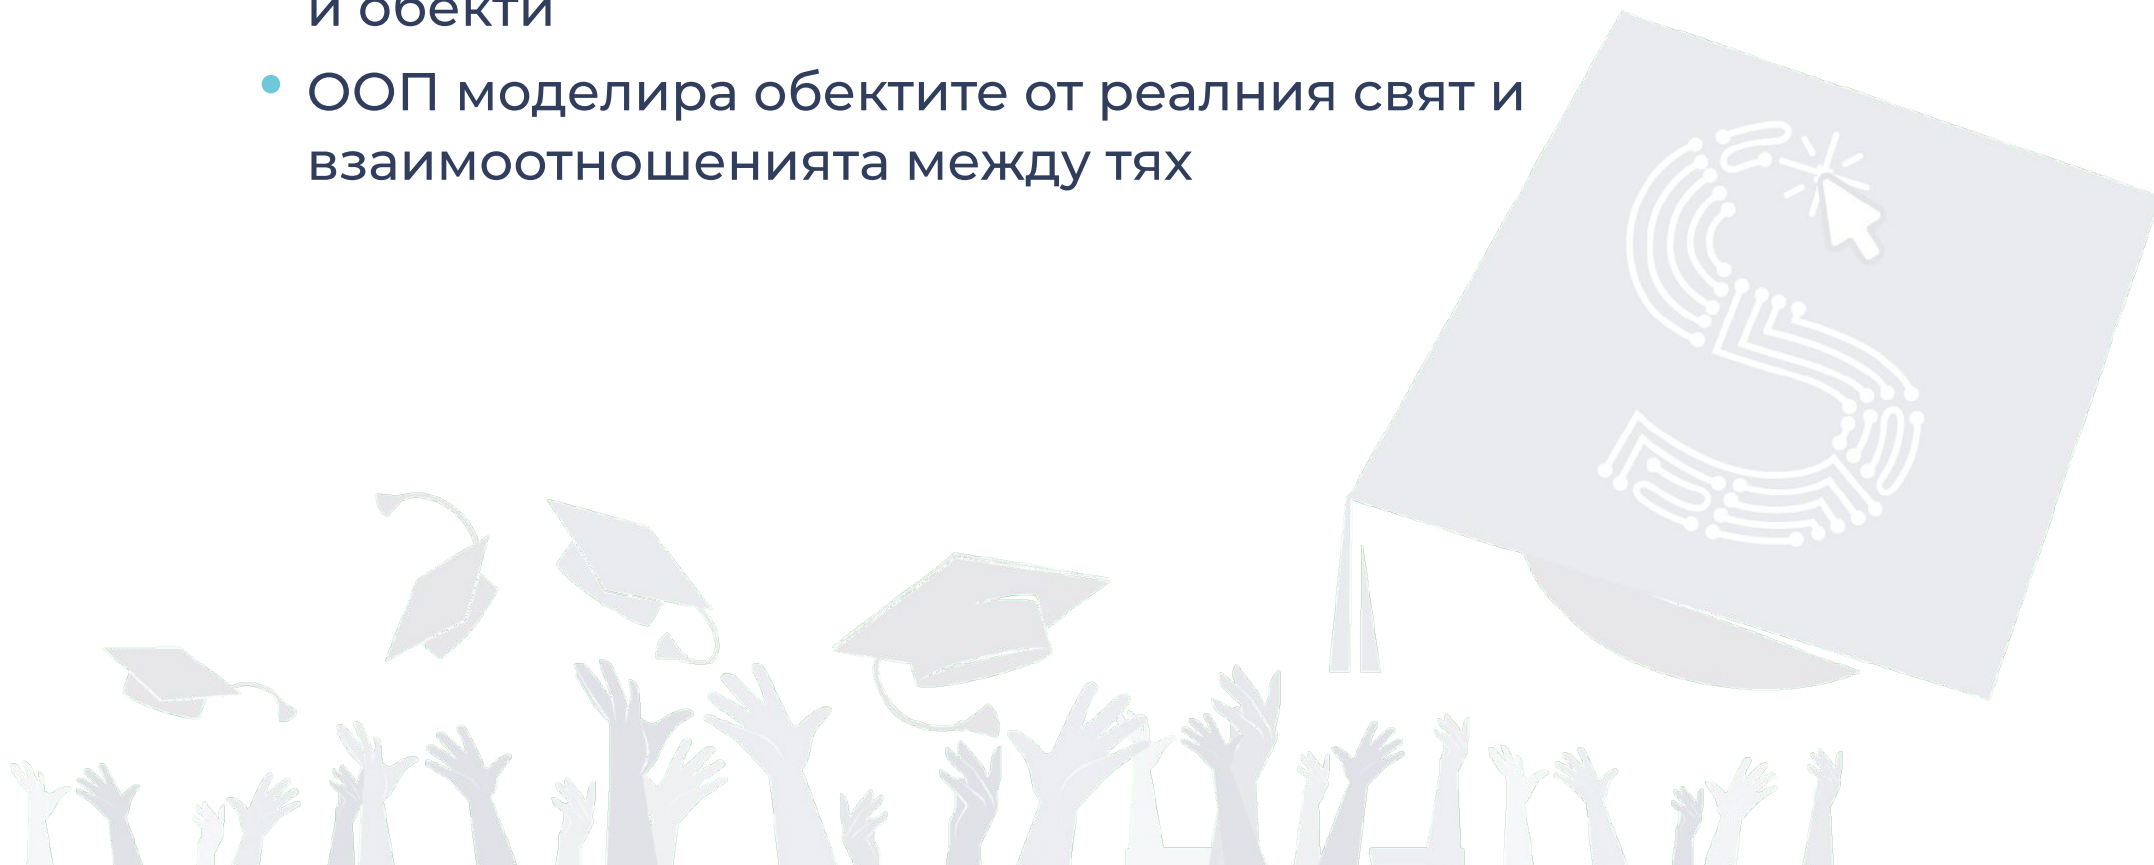 и обекти
ООП моделира обектите от реалния свят и
взаимоотношенията между тях